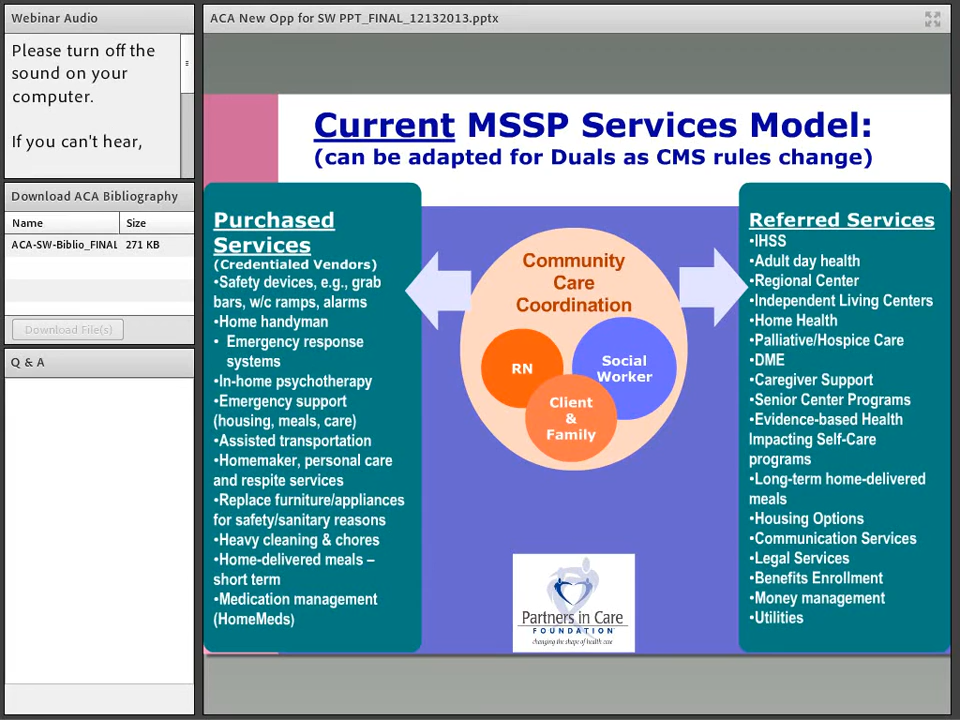 Webinar Audio
Please turn off the
sound on your
computer.
If you can't hear,
Download ACA Bibliography
Name Size
ACA-SW-Biblio_FINAL 271 KB
Download File(s)
Q & A
ACA New Opp for SW PPT_FINAL_12132013.pptx
Current MSSP Services Model:
(can be adapted for Duals as CMS rules change)
Purchased
Services
(Credentialed Vendors)
•Safety devices, e.g., grab
bars, w/c ramps, alarms
•Home handyman
• Emergency response
systems
•In-home psychotherapy
•Emergency support
(housing, meals, care)
•Assisted transportation
•Homemaker, personal care
and respite services
•Replace furniture/appliances
for safety/sanitary reasons
•Heavy cleaning & chores
•Home-delivered meals –
short term
•Medication management
(HomeMeds)
Community
Care
Coordination
RN
Social
Worker
Client
&
Family
Partners in Care
FOUNDATION
changing the shape of health care
Referred Services
•IHSS
•Adult day health
•Regional Center
•Independent Living Centers
•Home Health
•Palliative/Hospice Care
•DME
•Caregiver Support
•Senior Center Programs
•Evidence-based Health
Impacting Self-Care
programs
•Long-term home-delivered
meals
•Housing Options
•Communication Services
•Legal Services
•Benefits Enrollment
•Money management
•Utilities